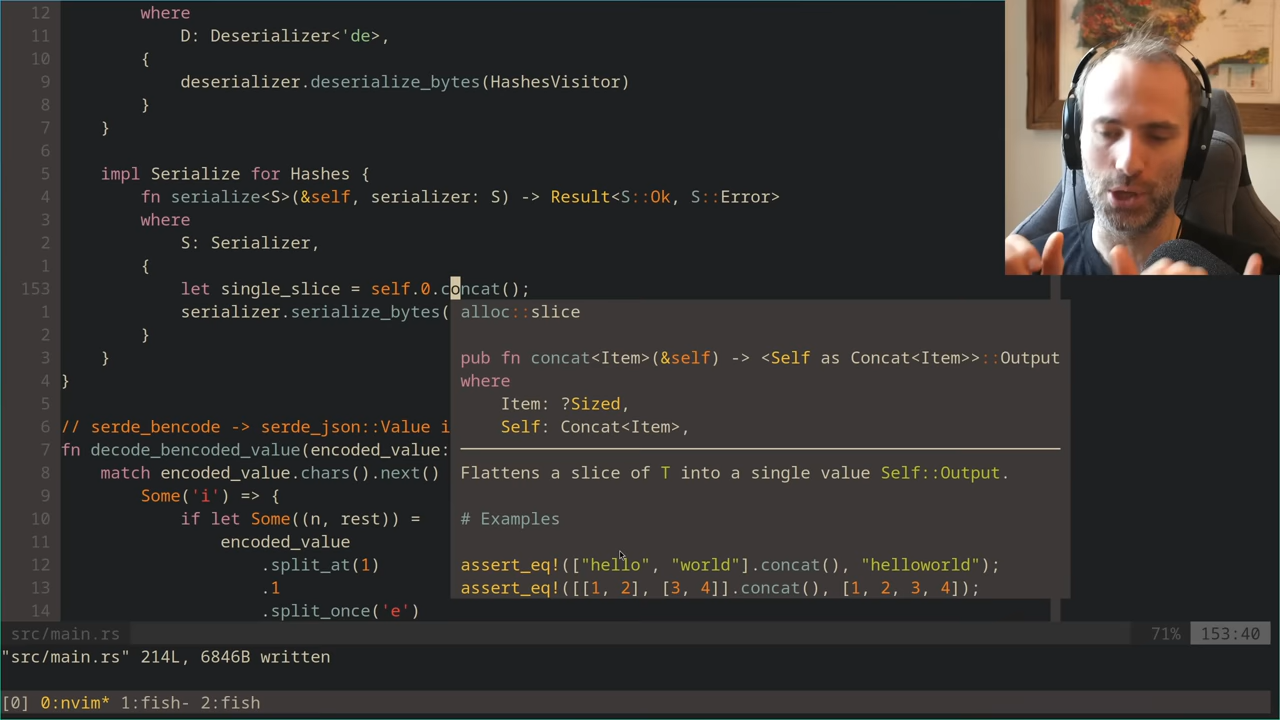 12 where
11 D: Deserializer<'de>,
10 {
9 deserializer.deserialize_bytes(HashesVisitor)
8 }
7 }
6
5 impl Serialize for Hashes {
4 fn serialize<S>(&self, serializer: S) -> Result<S::Ok, S::Error>
3 where
2 S: Serializer,
1 {
153 let single_slice = self.0.concat();
1 serializer.serialize_bytes(
2 }
3 }
4 }
5
6 // serde_bencode -> serde_json::Value i
7 fn decode_bencoded_value(encoded_value:
8 match encoded_value.chars().next()
9 Some('i') => {
10 if let Some((n, rest)) =
11 encoded_value
12 .split_at(1)
13 .1
14 .split_once('e')
alloc::slice
pub fn concat<Item>(&self) -> <Self as Concat<Item>>::Output
where
Item: ?Sized,
Self: Concat<Item>,
Flattens a slice of T into a single value Self::Output.
# Examples
assert_eq!(["hello", "world"].concat(), "helloworld");
assert_eq!([[1, 2], [3, 4]].concat(), [1, 2, 3, 4]);
src/main.rs 71% 153:40
"src/main.rs" 214L, 6846B written
[0] 0:nvim* 1:fish- 2:fish